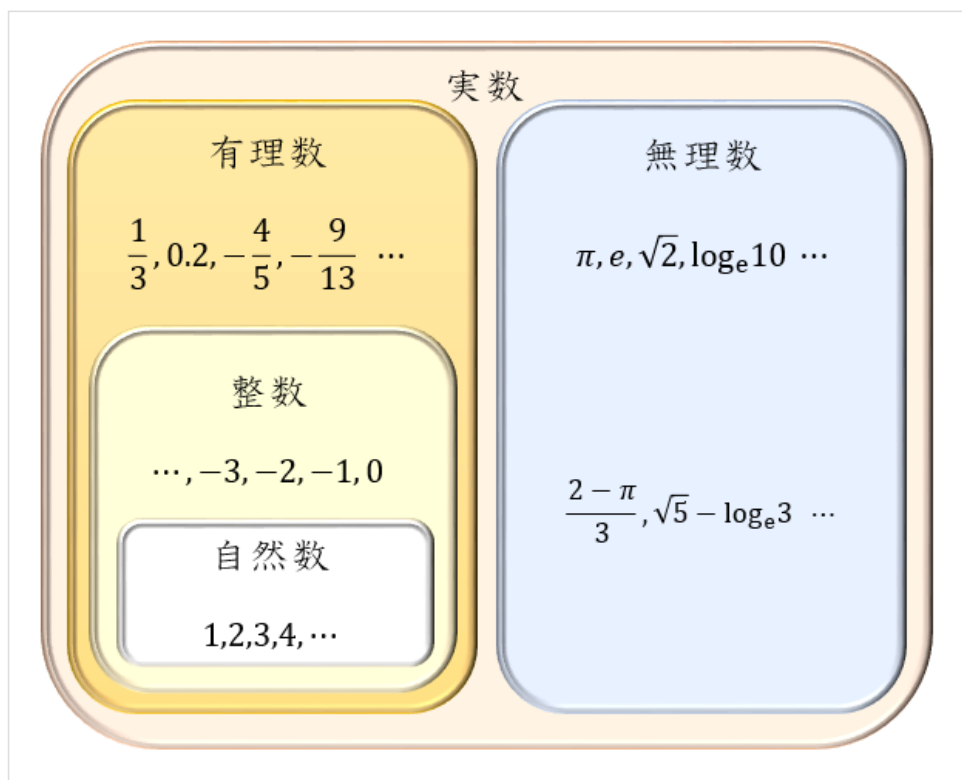 実数
有理数
1/3, 0.2, −4/5, −9/13 ⋯
整数
⋯, −3, −2, −1, 0
自然数
1,2,3,4, ⋯
無理数
π, e, √2, logₑ10 ⋯
(2 − π)/3, √5 − logₑ3 ⋯